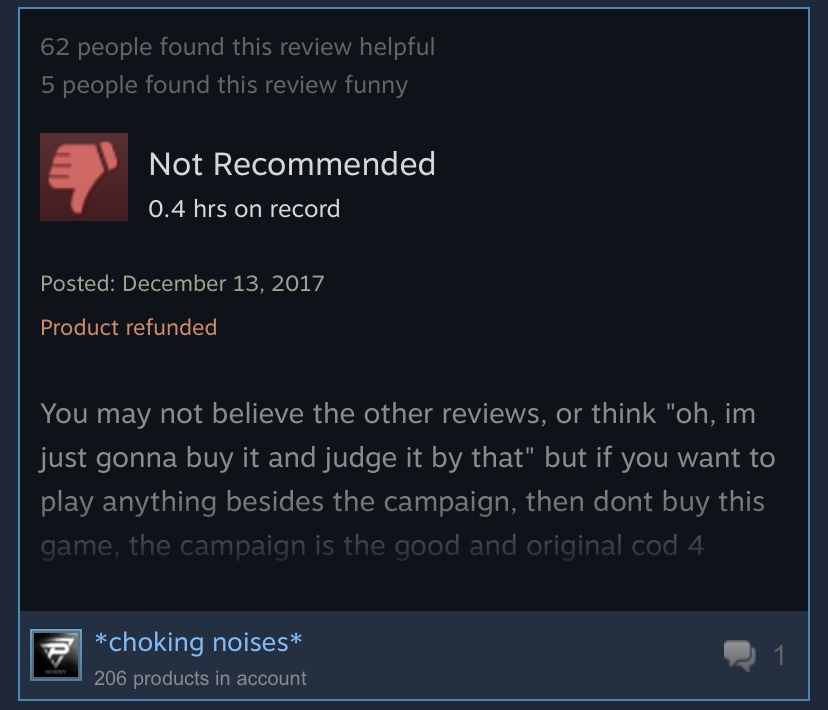 62 people found this review helpful
5 people found this review funny
Not Recommended
0.4 hrs on record
Posted: December 13, 2017
Product refunded
You may not believe the other reviews, or think "oh, im
just gonna buy it and judge it by that" but if you want to
play anything besides the campaign, then dont buy this
game, the campaign is the good and original cod 4
*choking noises*
206 products in account
1